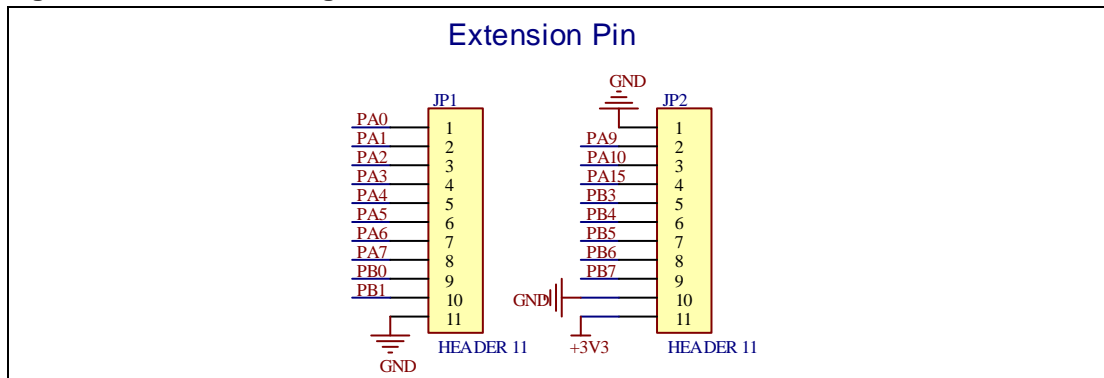 Extension Pin
JP1
PA0 1
PA1 2
PA2 3
PA3 4
PA4 5
PA5 6
PA6 7
PA7 8
PB0 9
PB1 10
11
GND
HEADER 11
GND
JP2
1
PA9 2
PA10 3
PA15 4
PB3 5
PB4 6
PB5 7
PB6 8
PB7 9
GND 10
11
+3V3
HEADER 11